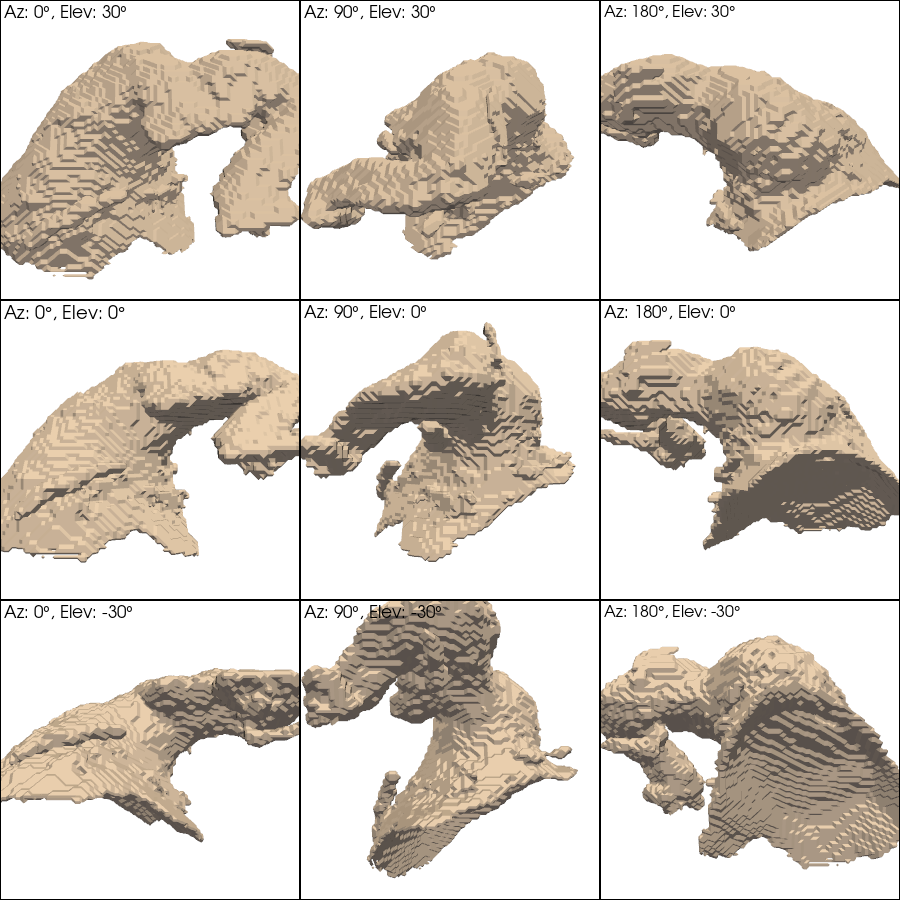 Az: 0°, Elev: 30°
Az: 90°, Elev: 30°
Az: 180°, Elev: 30°
Az: 0°, Elev: 0°
Az: 90°, Elev: 0°
Az: 180°, Elev: 0°
Az: 0°, Elev: -30°
Az: 90°, Elev: -30°
Az: 180°, Elev: -30°